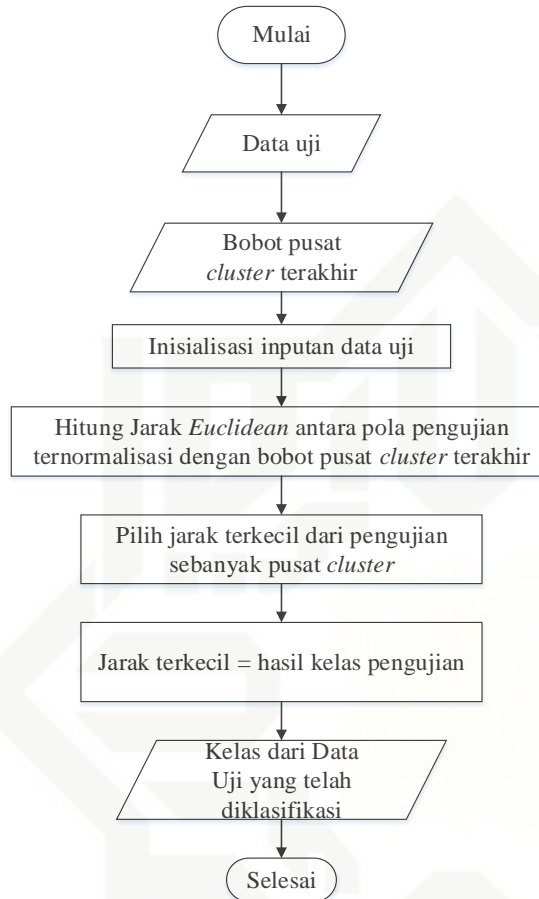 Mulai
Data uji
Bobot pusat
cluster terakhir
Inisialisasi inputan data uji
Hitung Jarak Euclidean antara pola pengujian
ternormalisasi dengan bobot pusat cluster terakhir
Pilih jarak terkecil dari pengujian
sebanyak pusat cluster
Jarak terkecil = hasil kelas pengujian
Kelas dari Data
Uji yang telah
diklasifikasi
Selesai